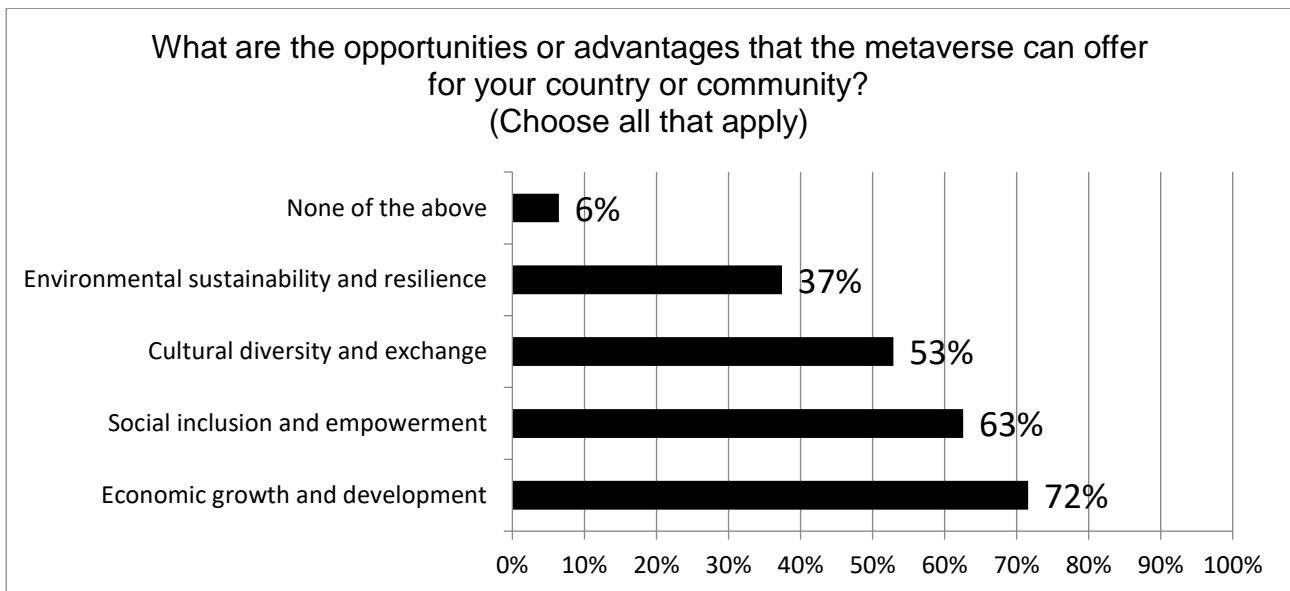 What are the opportunities or advantages that the metaverse can offer
for your country or community?
(Choose all that apply)
None of the above 6%
Environmental sustainability and resilience 37%
Cultural diversity and exchange 53%
Social inclusion and empowerment 63%
Economic growth and development 72%
0% 10% 20% 30% 40% 50% 60% 70% 80% 90% 100%